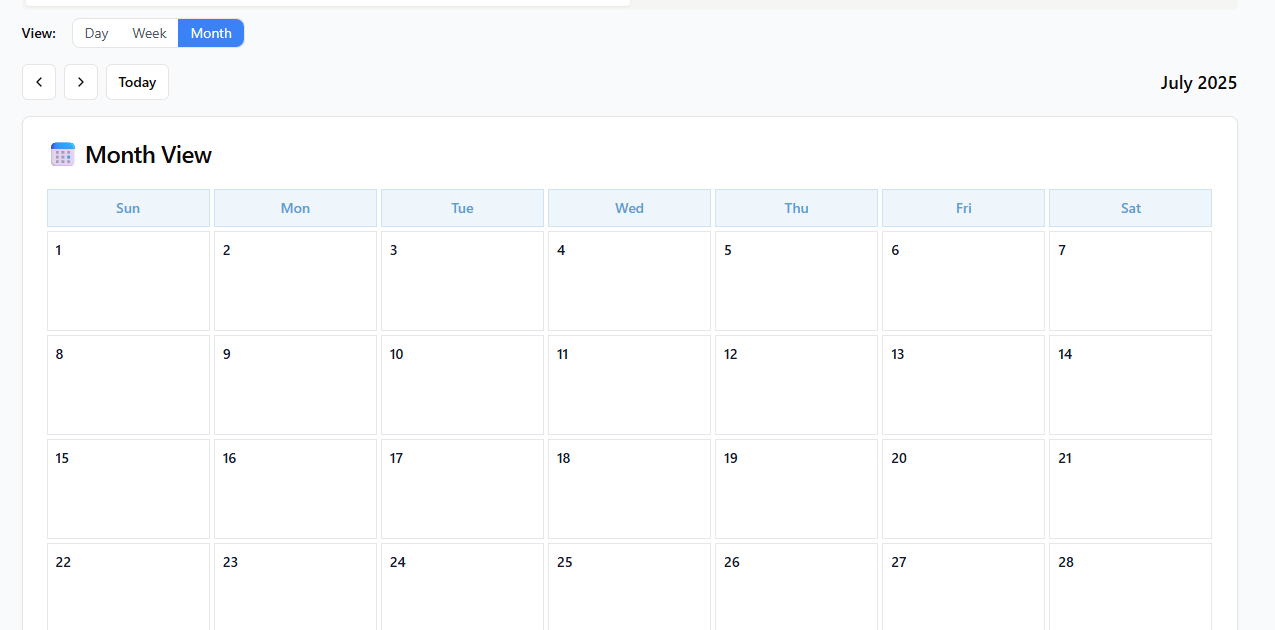 View: Day Week Month
Today July 2025
Month View
Sun Mon Tue Wed Thu Fri Sat
1 2 3 4 5 6 7
8 9 10 11 12 13 14
15 16 17 18 19 20 21
22 23 24 25 26 27 28